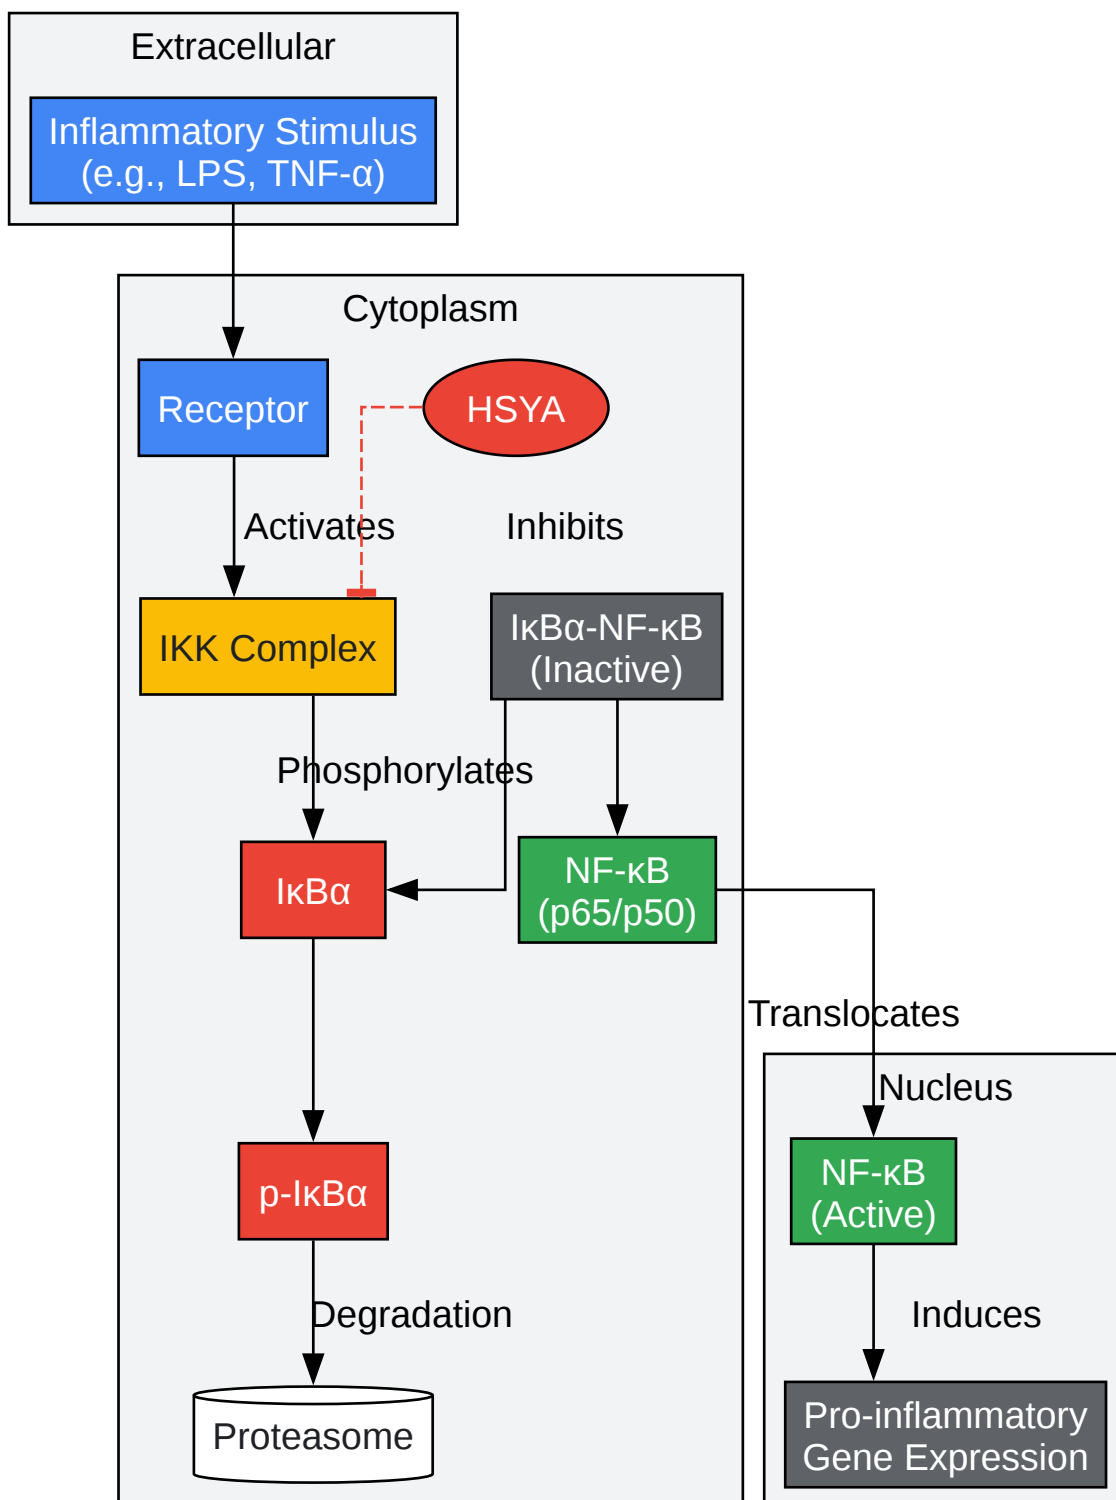 Extracellular
Inflammatory Stimulus
(e.g., LPS, TNF-α)
Cytoplasm
Receptor
HSYA
Activates
Inhibits
IKK Complex
IκBα-NF-κB
(Inactive)
Phosphorylates
IκBα
NF-κB
(p65/p50)
Translocates
Nucleus
p-IκBα
NF-κB
(Active)
Degradation
Induces
Proteasome
Pro-inflammatory
Gene Expression